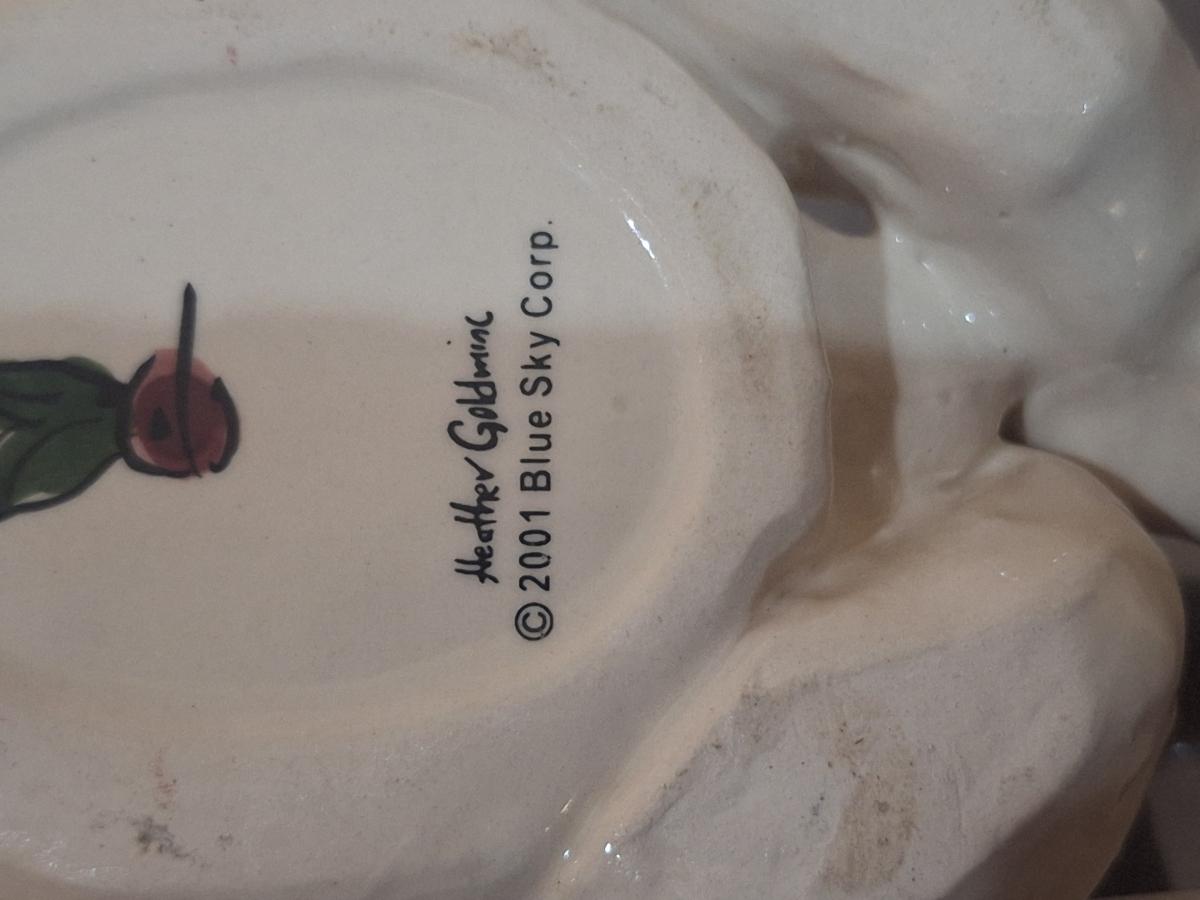 Heather Goldminc
© 2001 Blue Sky Corp.